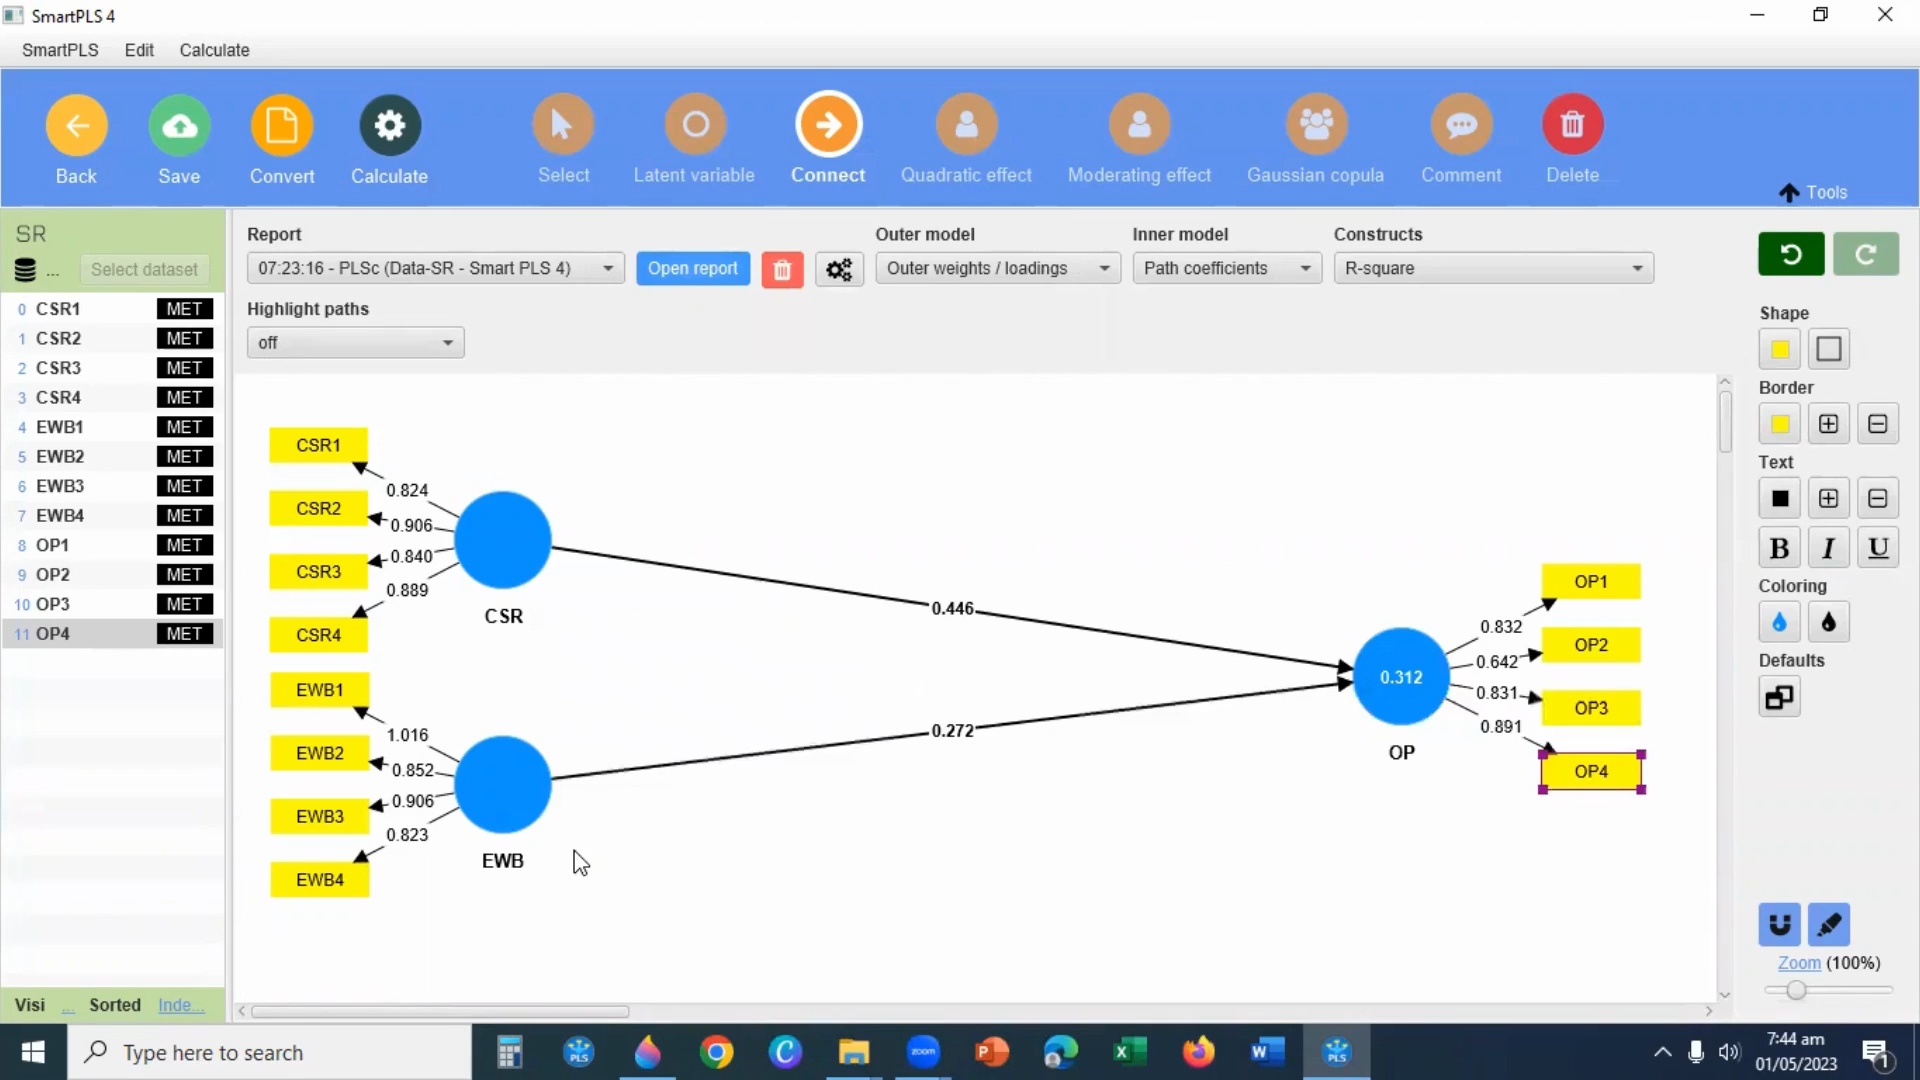 SmartPLS 4
SmartPLS Edit Calculate
Back Save Convert Calculate Select Latent variable Connect Quadratic effect Moderating effect Gaussian copula Comment Delete
Tools
SR
... Select dataset
0 CSR1 MET
1 CSR2 MET
2 CSR3 MET
3 CSR4 MET
4 EWB1 MET
5 EWB2 MET
6 EWB3 MET
7 EWB4 MET
8 OP1 MET
9 OP2 MET
10 OP3 MET
11 OP4 MET
Visi ... Sorted Inde...
Report
07:23:16 - PLSc (Data-SR - Smart PLS 4)
Open report
Outer model
Outer weights / loadings
Inner model
Path coefficients
Constructs
R-square
Highlight paths
off
CSR1
0.824
CSR2
0.906
CSR3
0.840
0.889
CSR4
CSR
EWB1
1.016
EWB2
0.852
EWB3
0.906
0.823
EWB4
EWB
0.446
0.272
0.312
OP
OP1
0.832
OP2
0.642
OP3
0.831
0.891
OP4
Shape
Border
Text
B I U
Coloring
Defaults
Zoom (100%)
Type here to search
PLS
zoom
P
X
W
PLS
7:44 am
01/05/2023
1